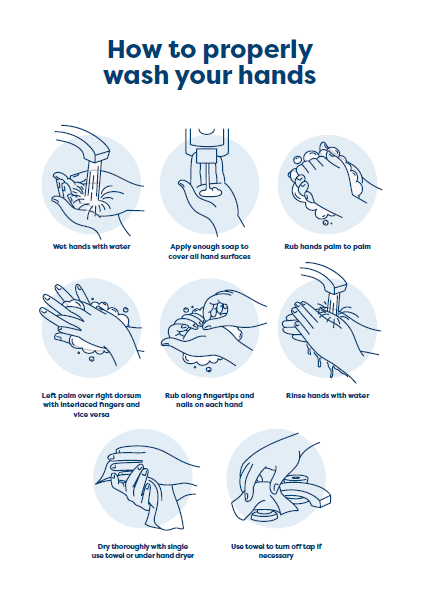 How to properly
wash your hands
Wet hands with water
Apply enough soap to
cover all hand surfaces
Rub hands palm to palm
Left palm over right dorsum
with interlaced fingers and
vice versa
Rub along fingertips and
nails on each hand
Rinse hands with water
Dry thoroughly with single
use towel or under hand dryer
Use towel to turn off tap if
necessary